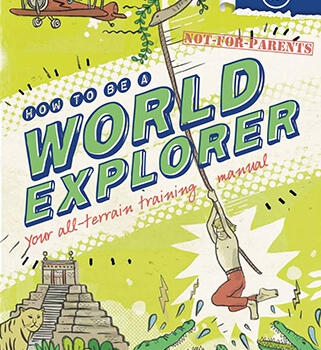 NOT-FOR-PARENTS
HOW TO BE A
WORLD
EXPLORER
your all-terrain training manual